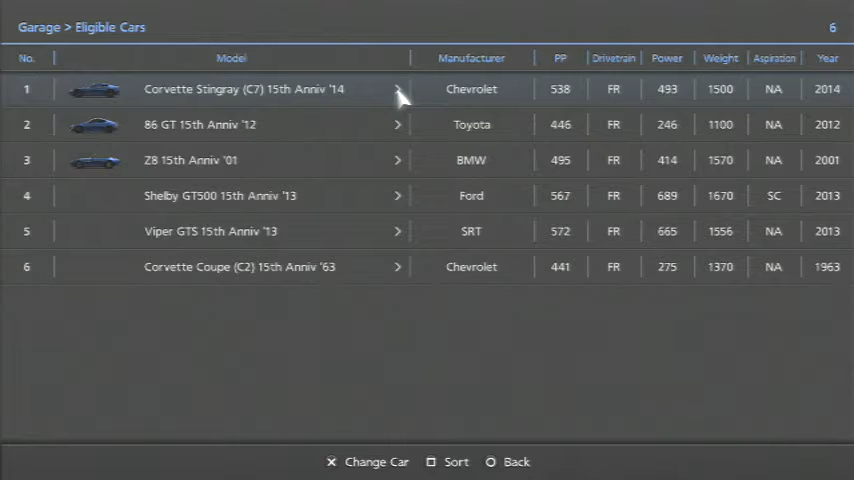 Garage > Eligible Cars 6
No. Model Manufacturer PP Drivetrain Power Weight Aspiration Year
1 Corvette Stingray (C7) 15th Anniv '14 > Chevrolet 538 FR 493 1500 NA 2014
2 86 GT 15th Anniv '12 > Toyota 446 FR 246 1100 NA 2012
3 Z8 15th Anniv '01 > BMW 495 FR 414 1570 NA 2001
4 Shelby GT500 15th Anniv '13 > Ford 567 FR 689 1670 SC 2013
5 Viper GTS 15th Anniv '13 > SRT 572 FR 665 1556 NA 2013
6 Corvette Coupe (C2) 15th Anniv '63 > Chevrolet 441 FR 275 1370 NA 1963
Change Car Sort Back